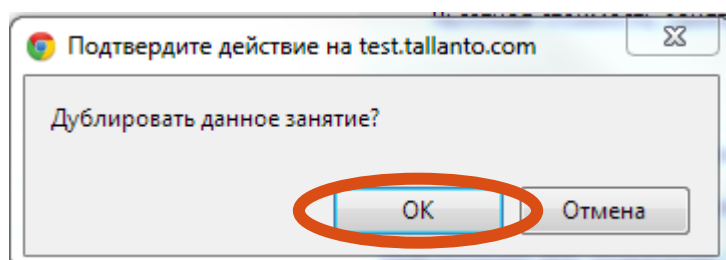 Подтвердите действие на test.tallanto.com
Дублировать данное занятие?
OK
Отмена